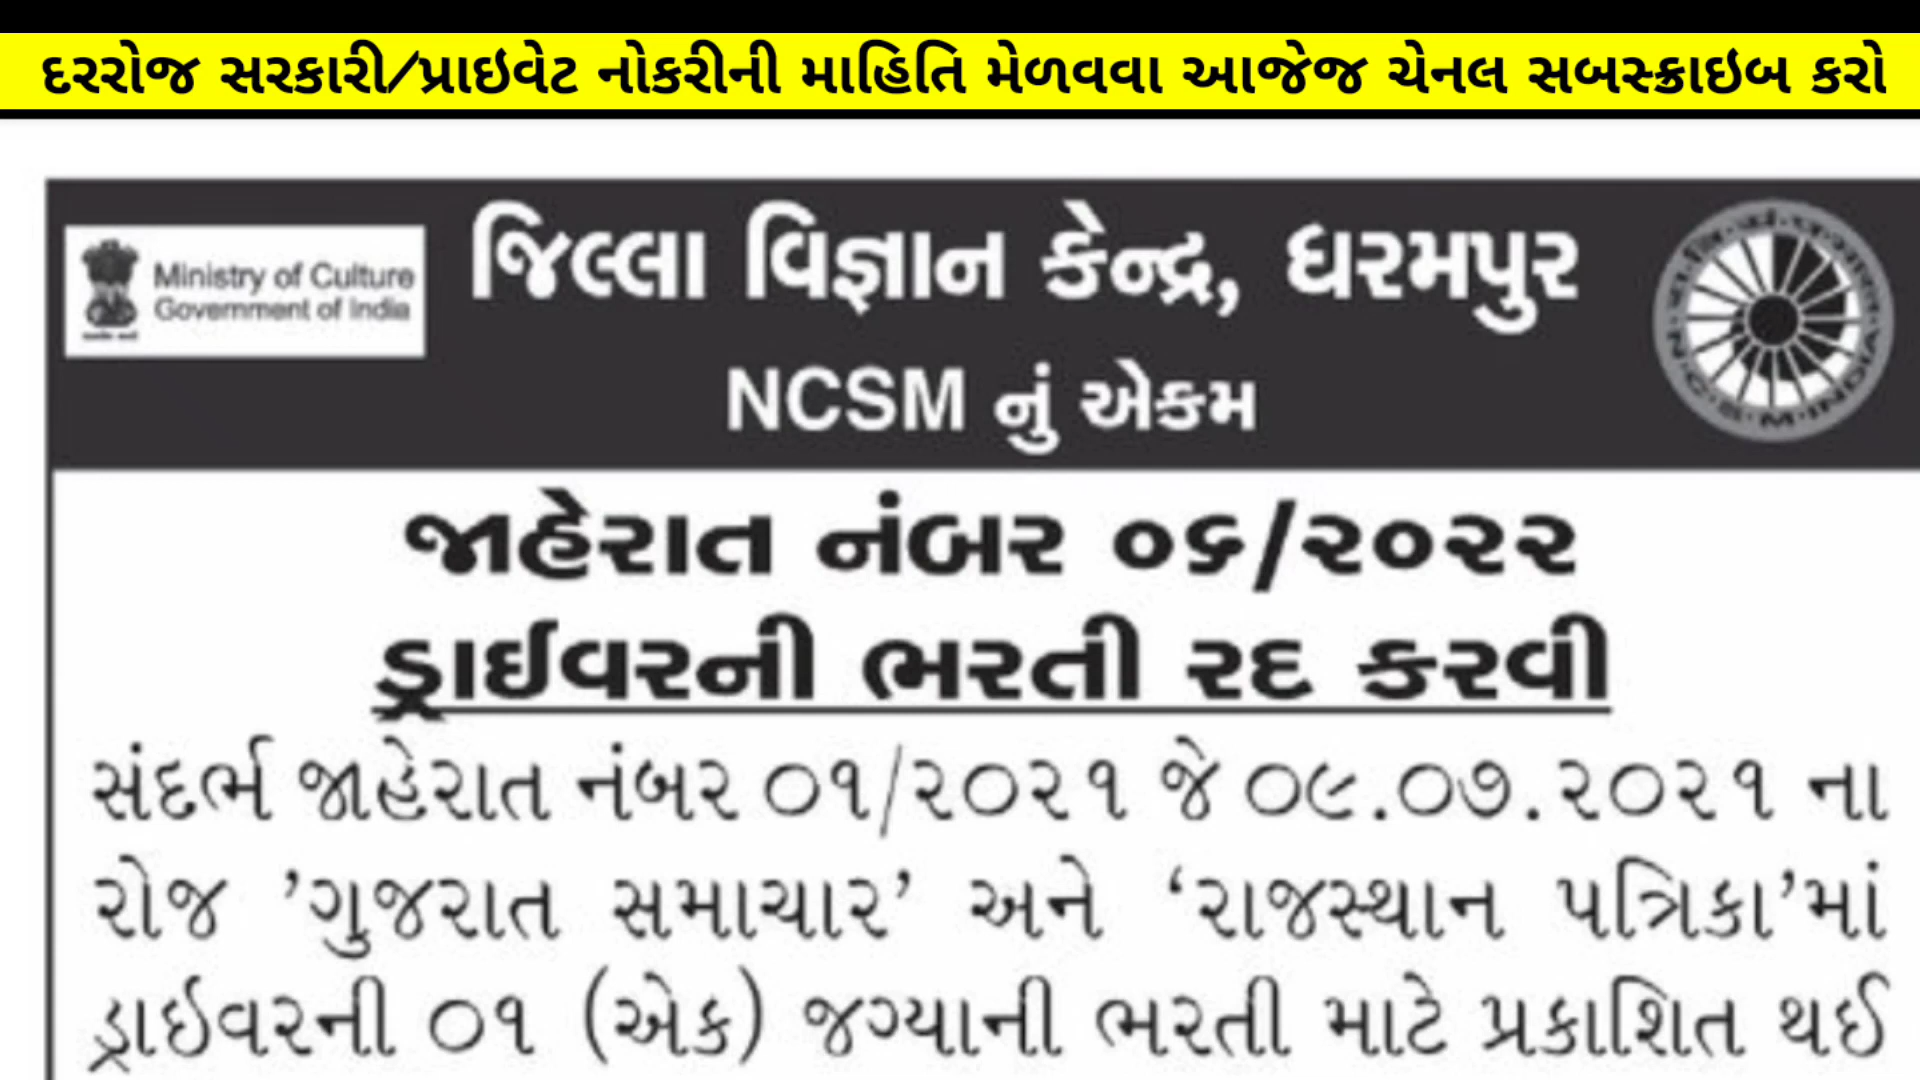 દરરોજ સરકારી/પ્રાઇવેટ નોકરીની માહિતિ મેળવવા આજેજ ચેનલ સબસ્ક્રાઇબ કરો
Ministry of Culture
Government of India
જિલ્લા વિજ્ઞાન કેન્દ્ર, ધરમપુર
NCSM નું એકમ
N.C.S.M-INDIA
જાહેરાત નંબર ૦૬/૨૦૨૨
ડ્રાઈવરની ભરતી રદ કરવી
સંદર્ભ જાહેરાત નંબર ૦૧/૨૦૨૧ જે ૦૯.૦૭.૨૦૨૧ ના
રોજ ’ગુજરાત સમાચાર’ અને ‘રાજસ્થાન પત્રિકા’માં
ડ્રાઇવરની ૦૧ (એક) જગ્યાની ભરતી માટે પ્રકાશિત થઈ